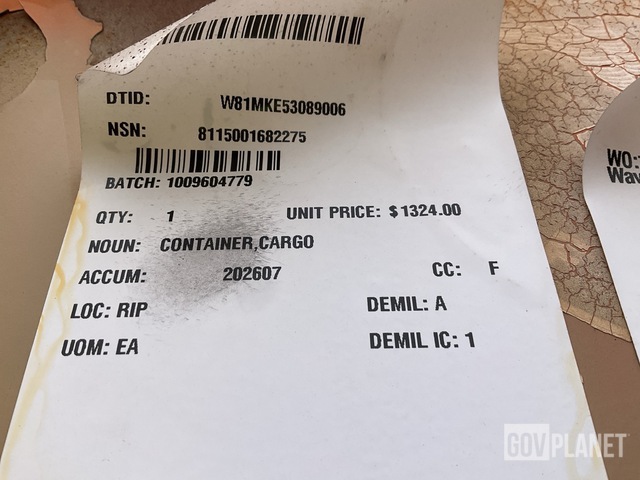 DTID: W81MKE53089006
NSN: 8115001682275
BATCH: 1009604779
QTY: 1 UNIT PRICE: $1324.00
NOUN: CONTAINER,CARGO
ACCUM: 202607 CC: F
LOC: RIP DEMIL: A
UOM: EA DEMIL IC: 1
WO:
GOVPLANET